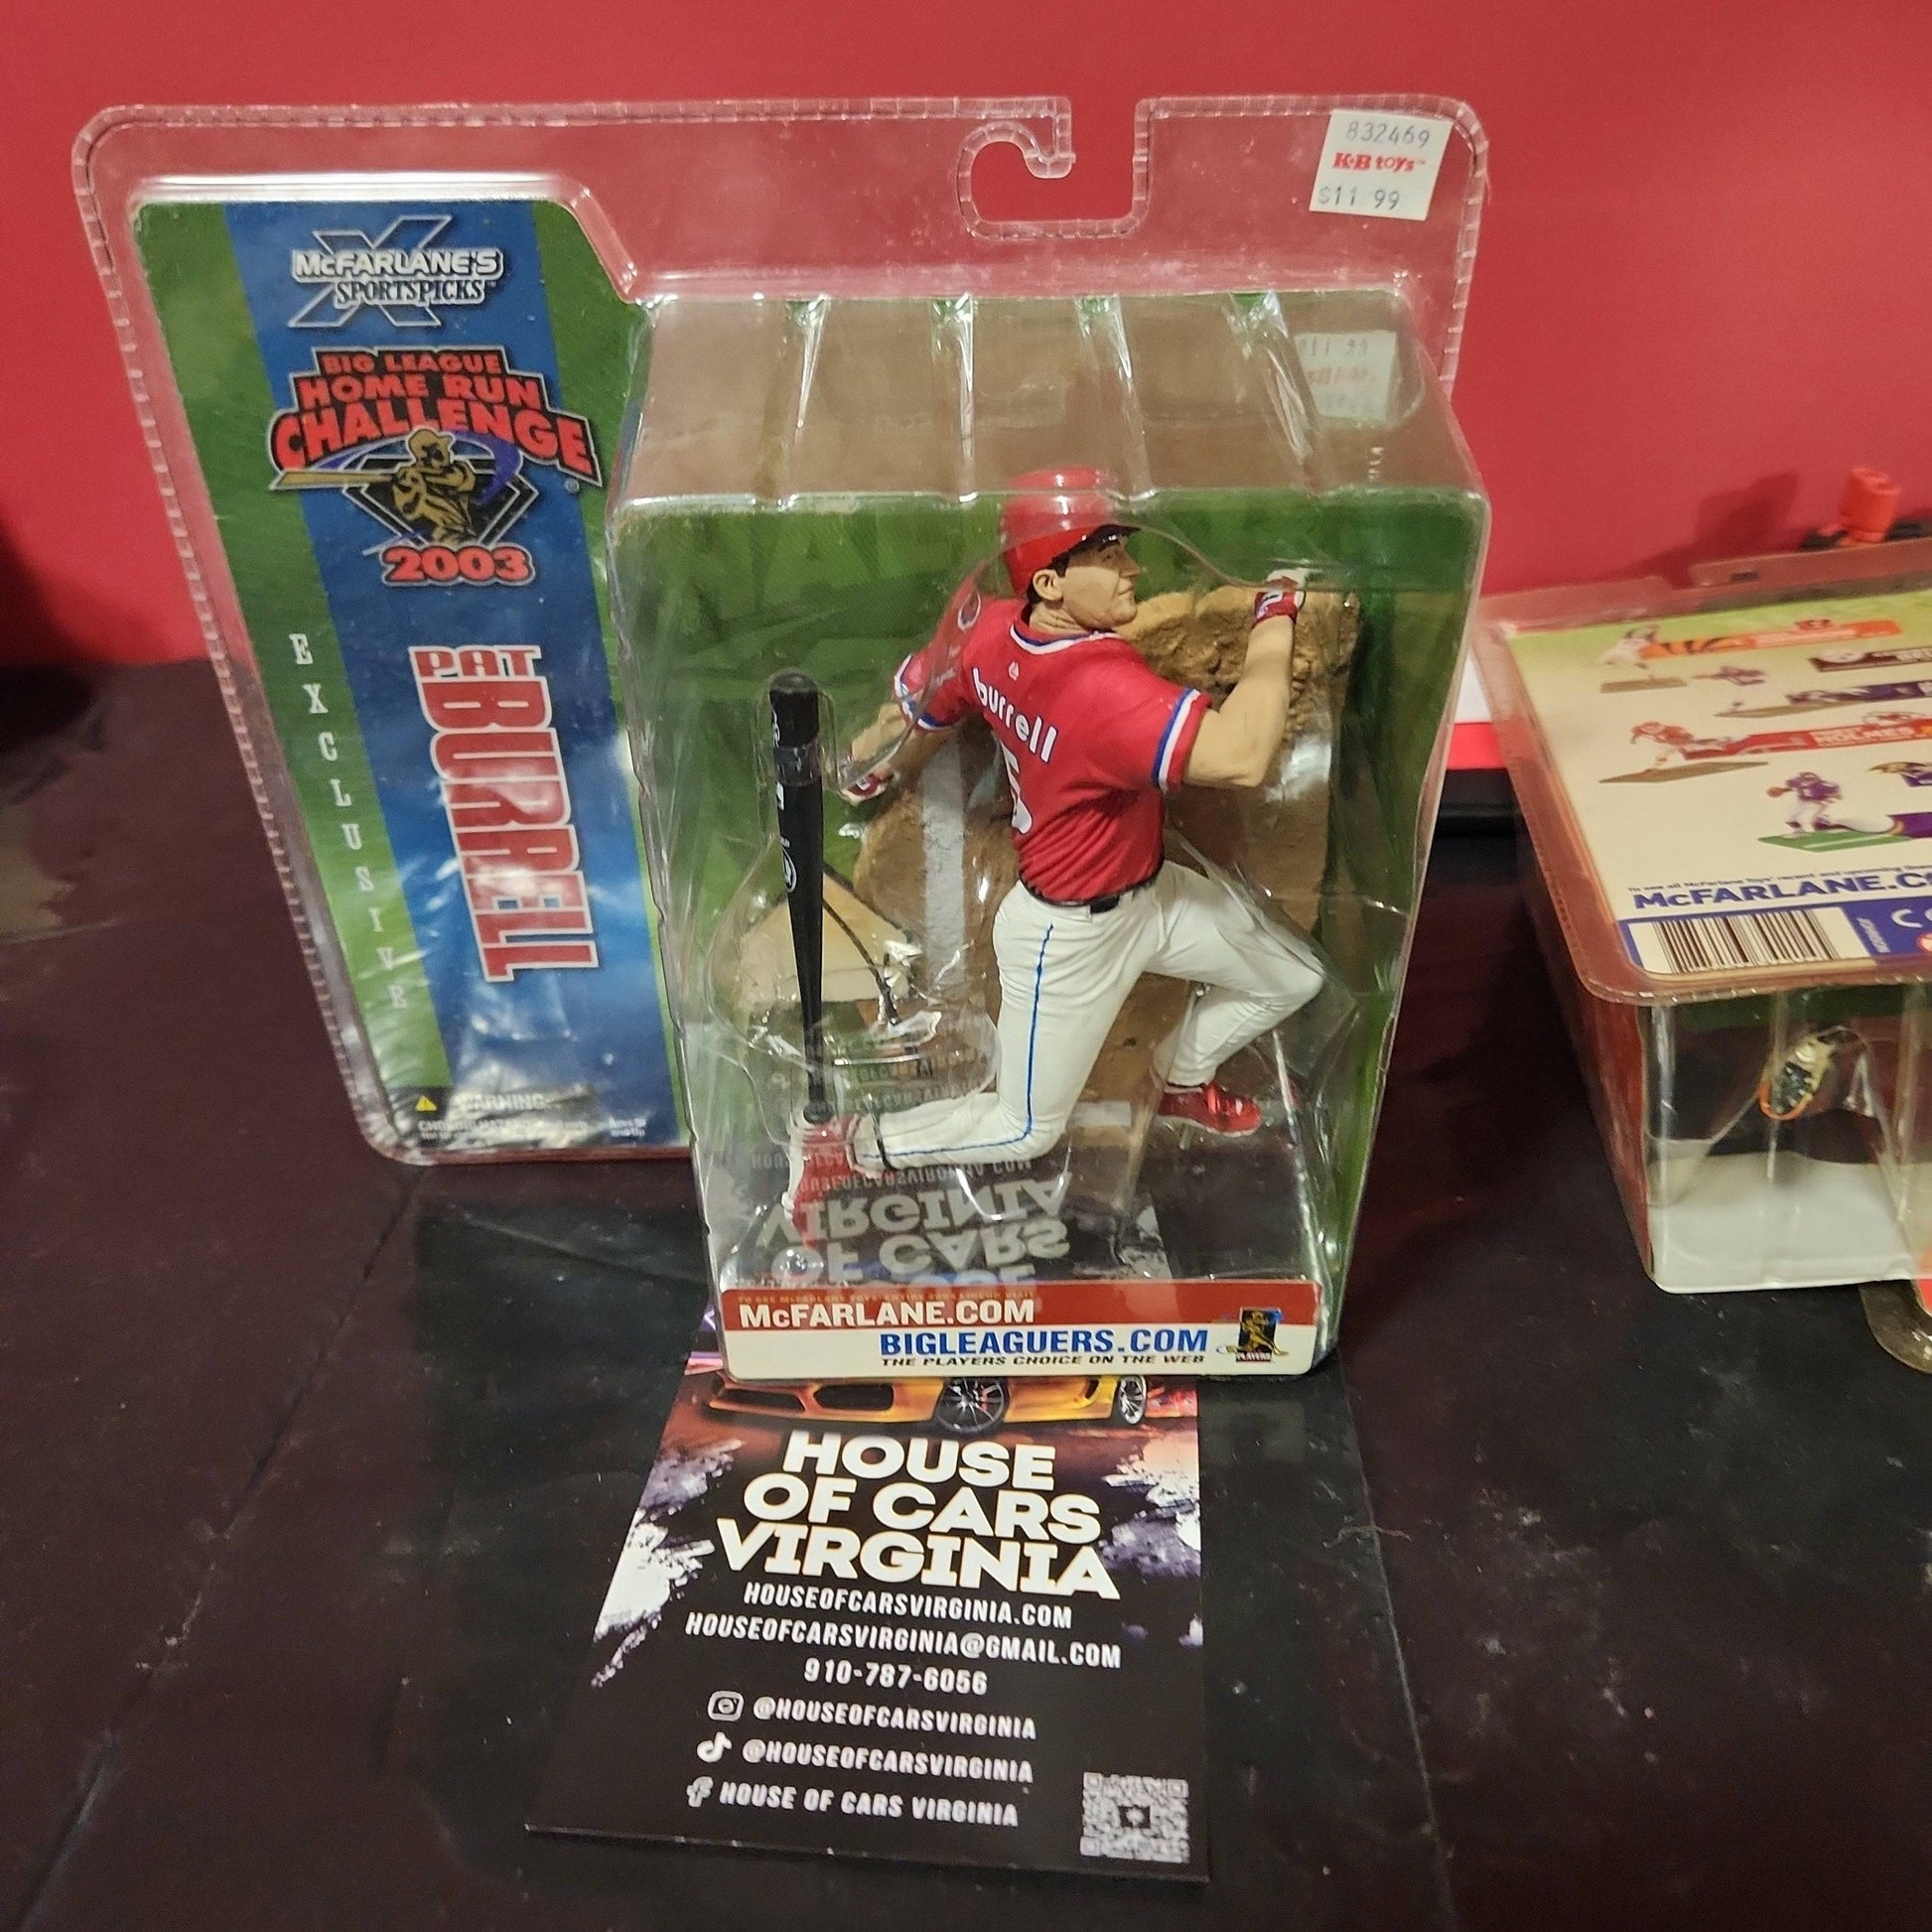 832469
K·B toys
$11 99
McFARLANE'S
SPORTSPICKS
BIG LEAGUE
HOME RUN
CHALLENGE
2003
EXCLUSIVE
PAT
BURRELL
WARNING:
burrell
5
McFARLANE.COM
BIGLEAGUERS.COM
THE PLAYERS CHOICE ON THE WEB
PLAYERS
McFARLANE.C
HOUSE
OF CARS
VIRGINIA
HOUSEOFCARSVIRGINIA.COM
HOUSEOFCARSVIRGINIA@GMAIL.COM
910-787-6056
@HOUSEOFCARSVIRGINIA
@HOUSEOFCARSVIRGINIA
HOUSE OF CARS VIRGINIA